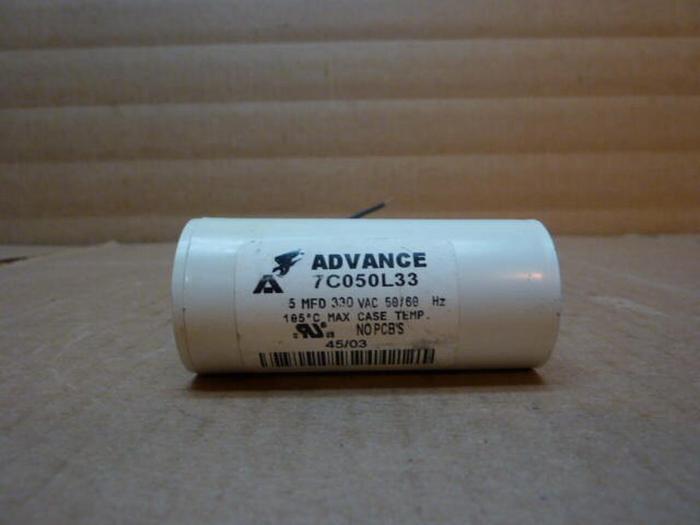 ADVANCE
7C050L33
5 MFD 330 VAC 50/60 Hz
105°C MAX CASE TEMP.
NO PCB'S
45/03